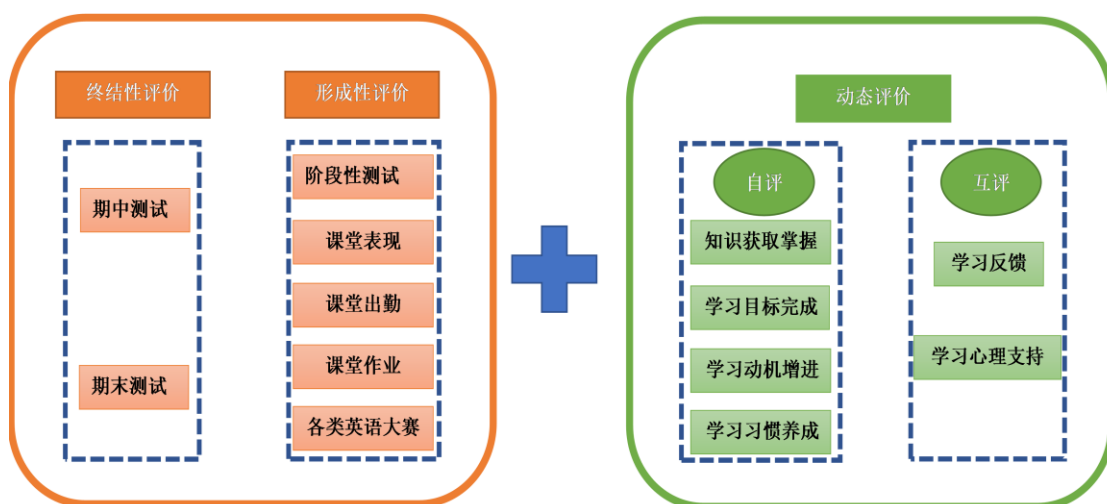 终结性评价
期中测试
期末测试
形成性评价
阶段性测试
课堂表现
课堂出勤
课堂作业
各类英语大赛
动态评价
自评
知识获取掌握
学习目标完成
学习动机增进
学习习惯养成
互评
学习反馈
学习心理支持